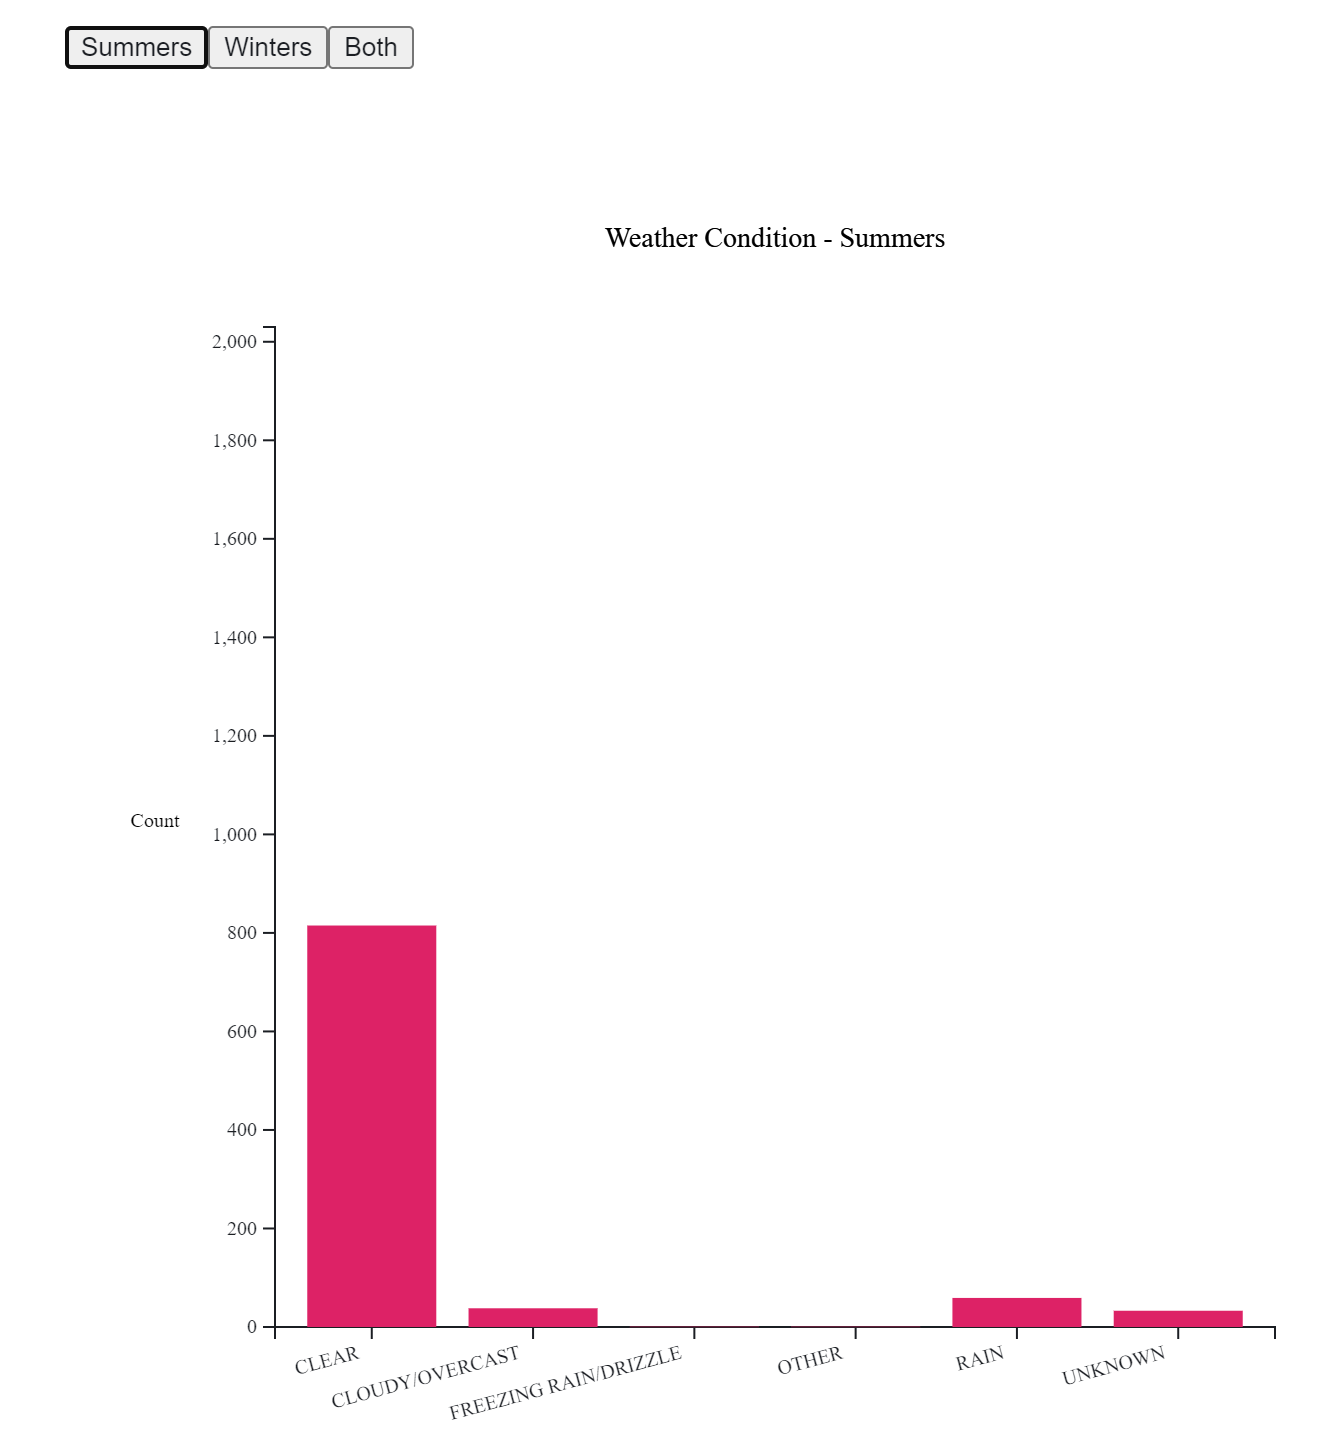 Summers Winters Both
Weather Condition - Summers
2,000
1,800
1,600
1,400
1,200
Count
1,000
800
600
400
200
0
CLEAR
CLOUDY/OVERCAST
FREEZING RAIN/DRIZZLE
OTHER
RAIN
UNKNOWN